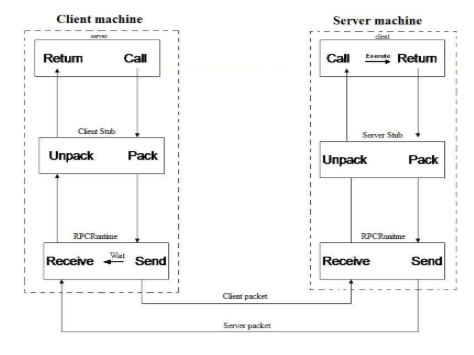 Client machine
Server machine
server
client
Return Call
Call Execute Return
Client Stub
Server Stub
Unpack Pack
Unpack Pack
RPCRuntime
RPCRunitme
Receive Wait Send
Receive Send
Client packet
Server packet